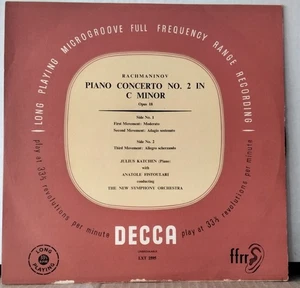 LONG PLAYING MICROGROOVE FULL FREQUENCY RANGE RECORDING
RACHMANINOV
PIANO CONCERTO NO. 2 IN
C MINOR
Opus 18
Side No. 1
First Movement: Moderato
Second Movement: Adagio sostenuto
Side No. 2
Third Movement: Allegro scherzando
JULIUS KATCHEN (Piano)
with
ANATOLE FISTOULARI
conducting
THE NEW SYMPHONY ORCHESTRA
play at 33⅓ revolutions per minute
play at 33⅓ revolutions per minute
DECCA
LONG
PLAYING
ffrr